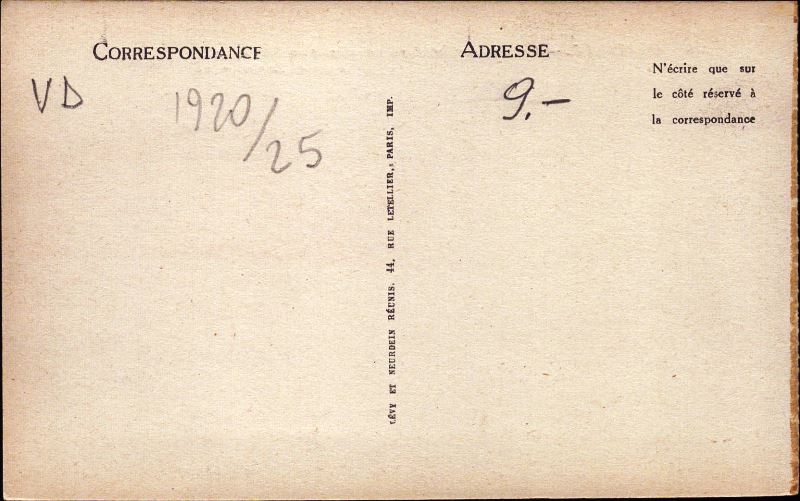 CORRESPONDANCE
ADRESSE
N'écrire que sur
le côté réservé à
la correspondance
VD
1920/25
9.-
LÉVY ET NEURDEIN RÉUNIS. 44, RUE LETELLIER, PARIS, IMP.